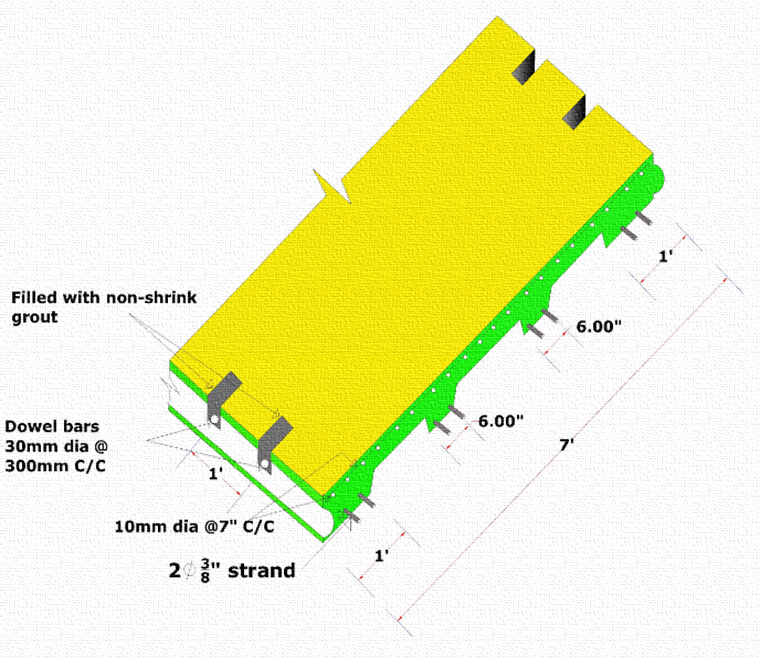 1'
6.00"
Filled with non-shrink
grout
6.00"
Dowel bars
30mm dia @
300mm C/C
7'
1'
10mm dia @7" C/C
1'
2∅ 3/8" strand